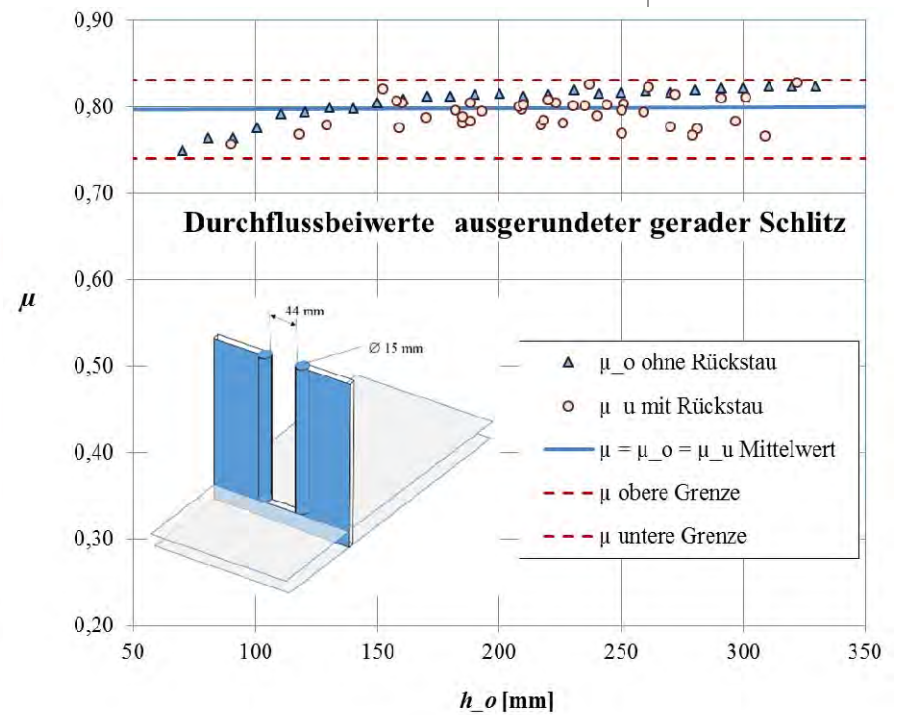 0,90
0,80
0,70
Durchflussbeiwerte ausgerundeter gerader Schlitz
0,60
µ
44 mm
0,50
Ø 15 mm
µ_o ohne Rückstau
µ u mit Rückstau
0,40
µ = µ_o = µ_u Mittelwert
µ obere Grenze
0,30
µ untere Grenze
0,20
50 100 150 200 250 300 350
h_o [mm]